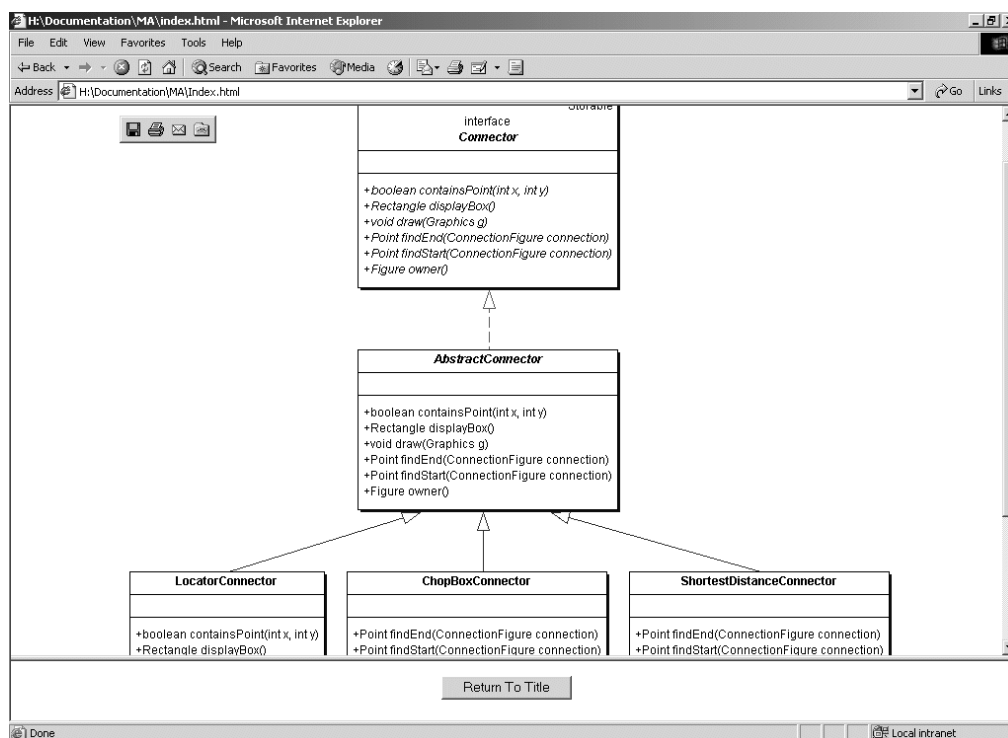 H:\Documentation\MA\index.html - Microsoft Internet Explorer
File Edit View Favorites Tools Help
Back Search Favorites Media
Address H:\Documentation\MA\Index.html Go Links
Storable
interface
Connector
+boolean containsPoint(int x, int y)
+Rectangle displayBox()
+void draw(Graphics g)
+Point findEnd(ConnectionFigure connection)
+Point findStart(ConnectionFigure connection)
+Figure owner()
AbstractConnector
+boolean containsPoint(int x, int y)
+Rectangle displayBox()
+void draw(Graphics g)
+Point findEnd(ConnectionFigure connection)
+Point findStart(ConnectionFigure connection)
+Figure owner()
LocatorConnector
+boolean containsPoint(int x, int y)
+Rectangle displayBox()
ChopBoxConnector
+Point findEnd(ConnectionFigure connection)
+Point findStart(ConnectionFigure connection)
ShortestDistanceConnector
+Point findEnd(ConnectionFigure connection)
+Point findStart(ConnectionFigure connection)
Return To Title
Done Local intranet